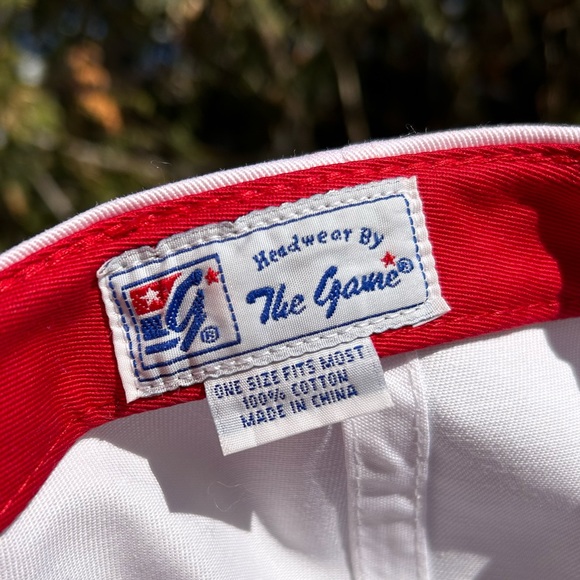 Headwear By
The Game®
G®
ONE SIZE FITS MOST
100% COTTON
MADE IN CHINA